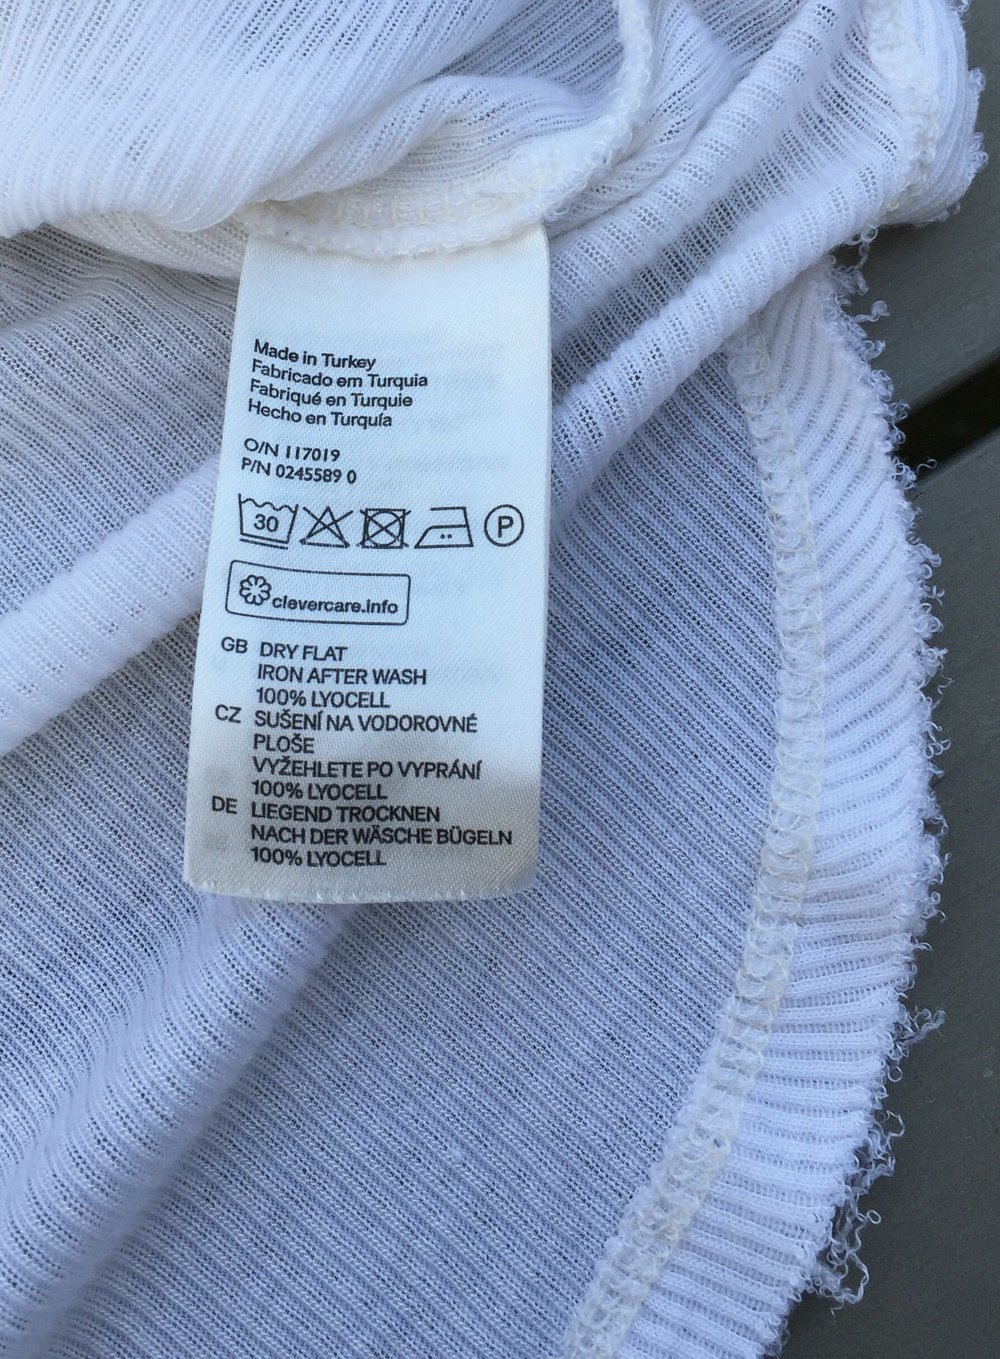 Made in Turkey
Fabricado em Turquia
Fabriqué en Turquie
Hecho en Turquía
O/N 117019
P/N 0245589 0
30 P
clevercare.info
GB DRY FLAT
IRON AFTER WASH
100% LYOCELL
CZ SUŠENÍ NA VODOROVNÉ
PLOŠE
VYŽEHLETE PO VYPRÁNÍ
100% LYOCELL
DE LIEGEND TROCKNEN
NACH DER WÄSCHE BÜGELN
100% LYOCELL